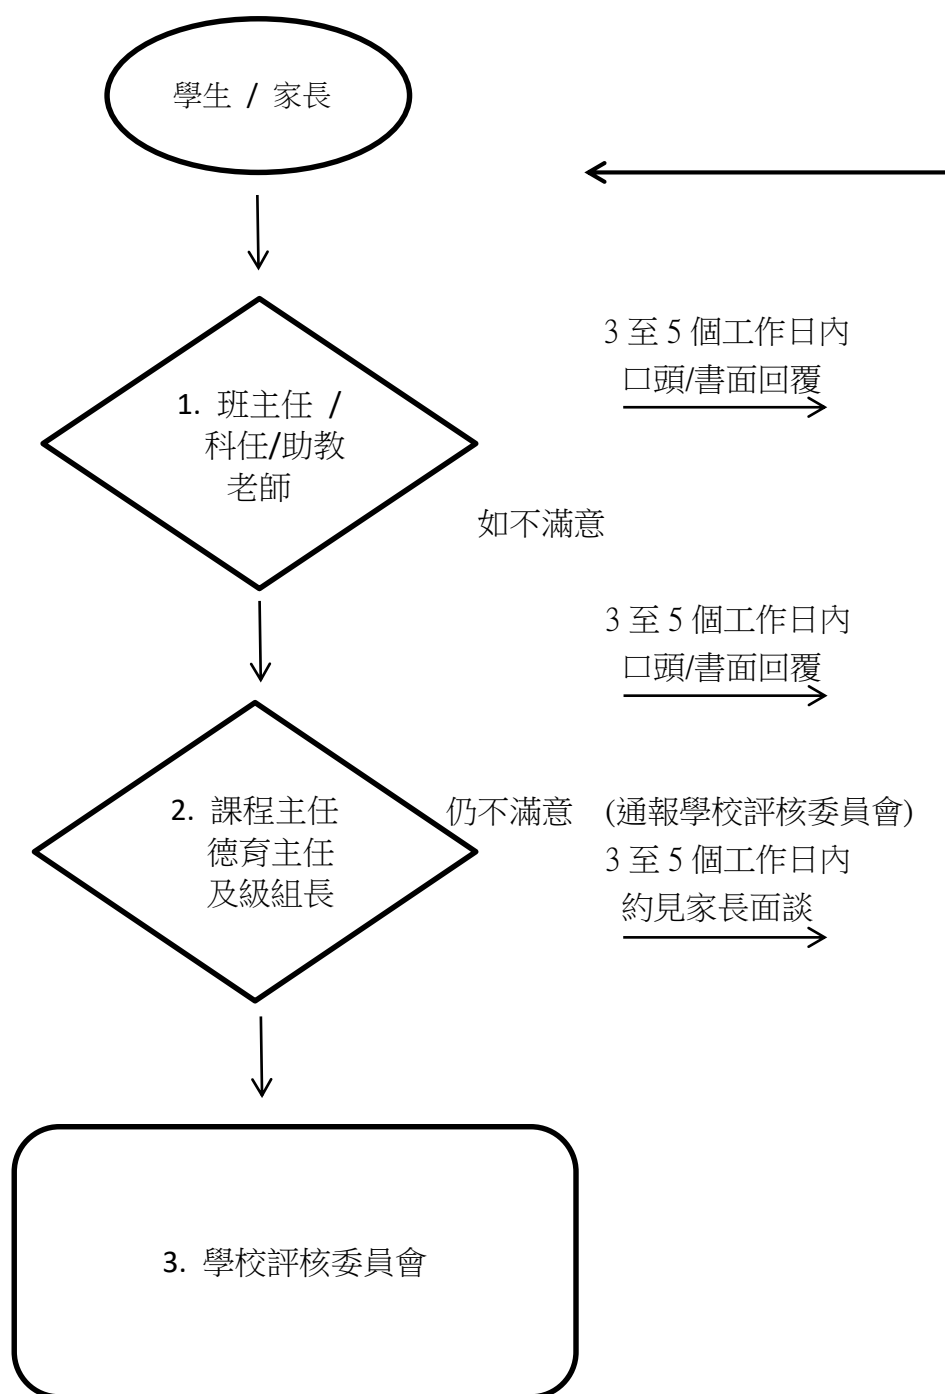 學生 / 家長
3 至 5 個工作日內
口頭/書面回覆
1. 班主任 /
科任/助教
老師
如不滿意
3 至 5 個工作日內
口頭/書面回覆
2. 課程主任
德育主任
及級組長
仍不滿意 (通報學校評核委員會)
3 至 5 個工作日內
約見家長面談
3. 學校評核委員會